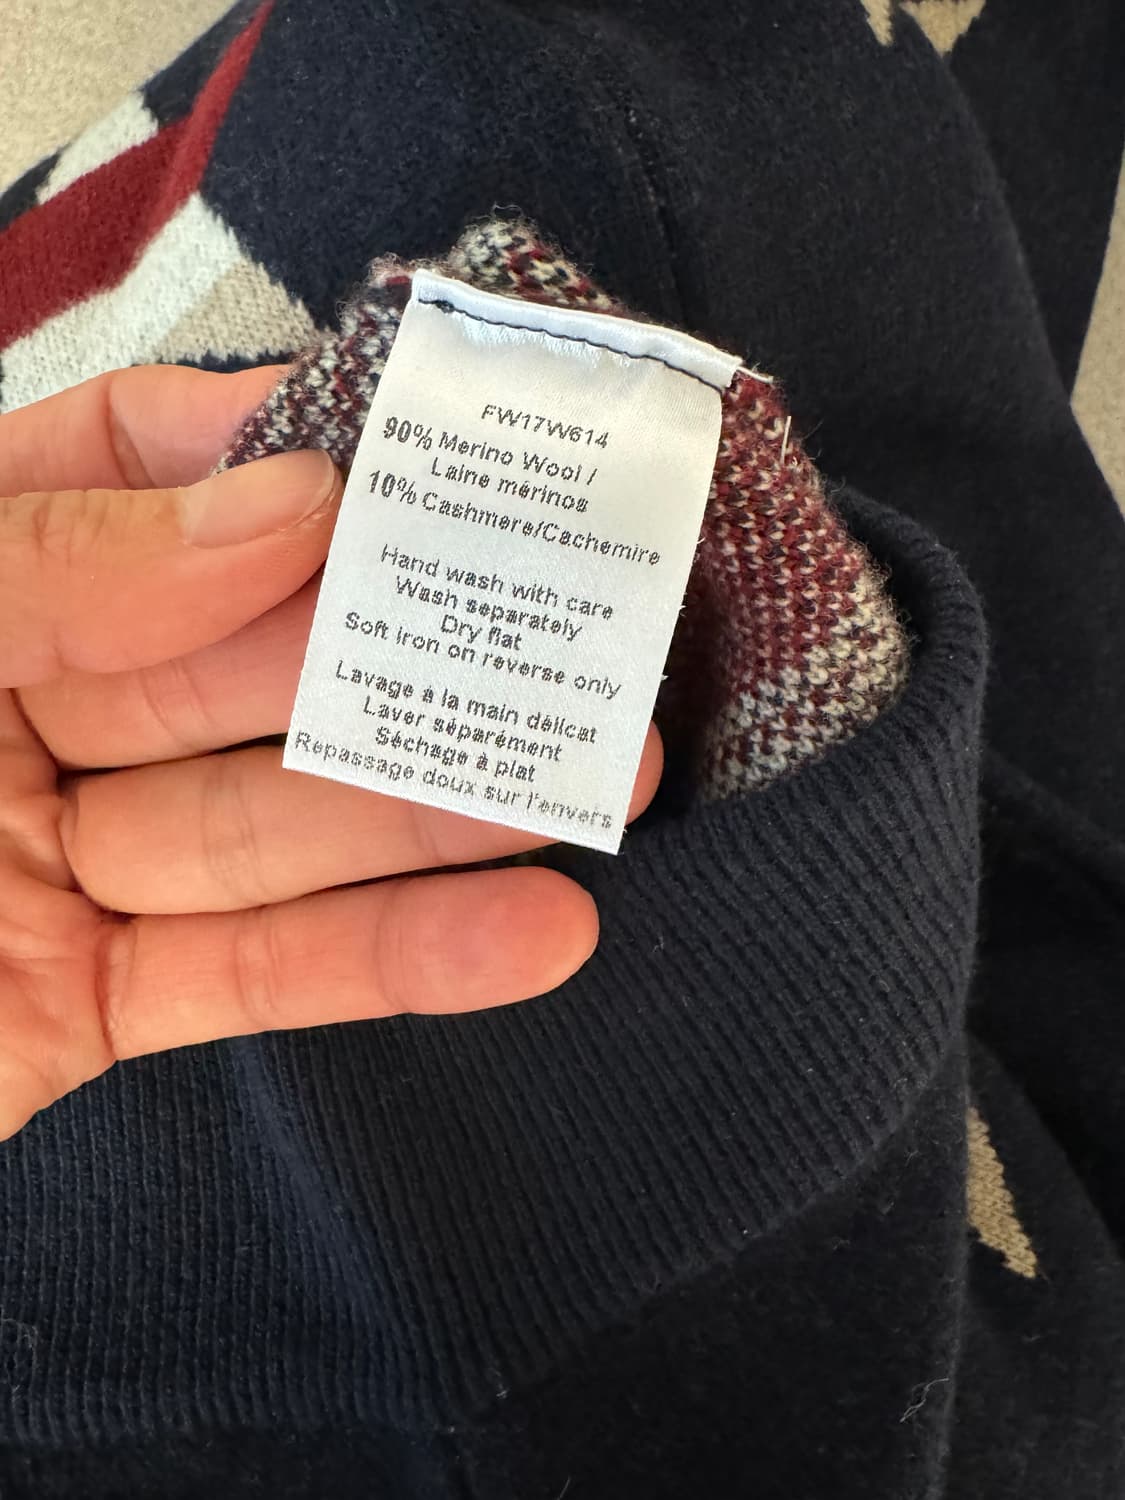 FW17W614
90% Merino Wool /
Laine mérinos
10% Cashmere/Cachemire
Hand wash with care
Wash separately
Dry flat
Soft iron on reverse only
Lavage à la main délicat
Laver séparément
Séchage à plat
Repassage doux sur l'envers